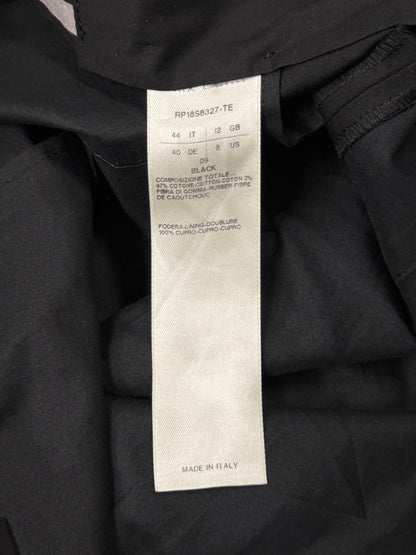 RP18S8327-TE
44 IT 12 GB
40 DE 8 US
09
BLACK
COMPOSIZIONE TOTALE--
97% COTONE-COTTON-COTON 3%
FIBRA DI GOMMA-RUBBER-FIBRE
DE CAOUTCHOUC
FODERA-LINING-DOUBLURE
100% CUPRO-CUPRO-CUPRO
MADE IN ITALY